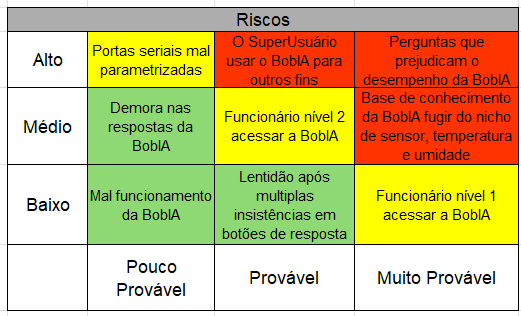 Riscos
Alto
Portas seriais mal
parametrizadas
O SuperUsuário
usar o BobIA para
outros fins
Perguntas que
prejudicam o
desempenho da BobIA
Médio
Demora nas
respostas da
BobIA
Funcionário nível 2
acessar a BobIA
Base de conhecimento
da BobIA fugir do nicho
de sensor, temperatura
e umidade
Baixo
Mal funcionamento
da BobIA
Lentidão após
multiplas
insistências em
botões de resposta
Funcionário nível 1
acessar a BobIA
Pouco
Provável
Provável
Muito Provável